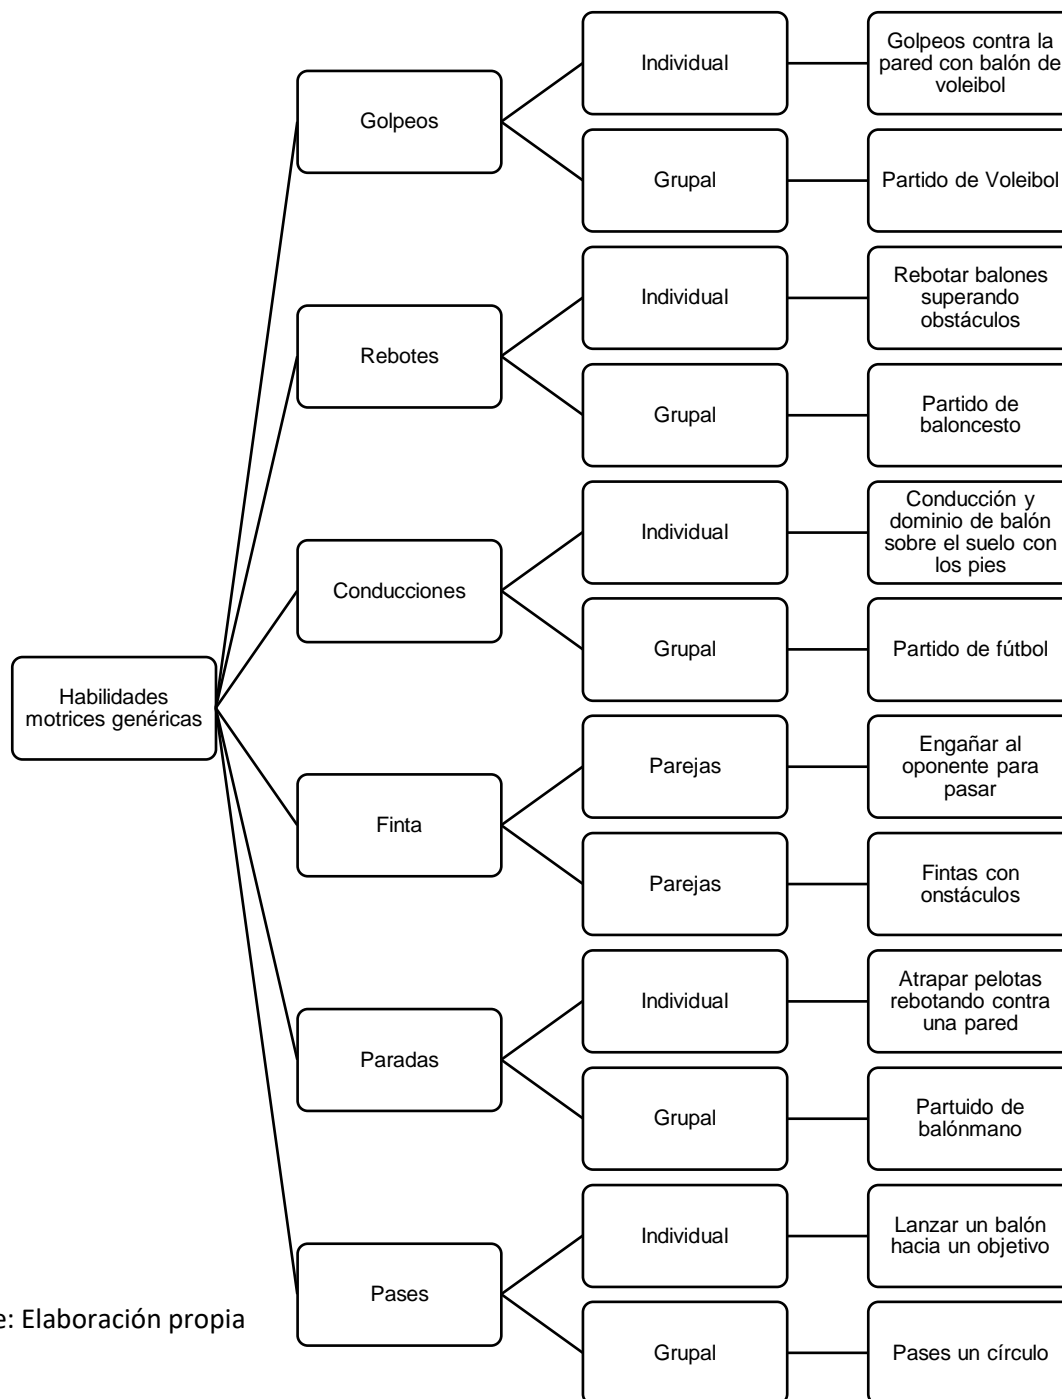 Habilidades
motrices genéricas
Golpeos
Individual
Golpeos contra la
pared con balón de
voleibol
Grupal
Partido de Voleibol
Rebotes
Individual
Rebotar balones
superando
obstáculos
Grupal
Partido de
baloncesto
Conducciones
Individual
Conducción y
dominio de balón
sobre el suelo con
los pies
Grupal
Partido de fútbol
Finta
Parejas
Engañar al
oponente para
pasar
Parejas
Fintas con
onstáculos
Paradas
Individual
Atrapar pelotas
rebotando contra
una pared
Grupal
Partuido de
balónmano
Pases
Individual
Lanzar un balón
hacia un objetivo
Grupal
Pases un círculo
e: Elaboración propia